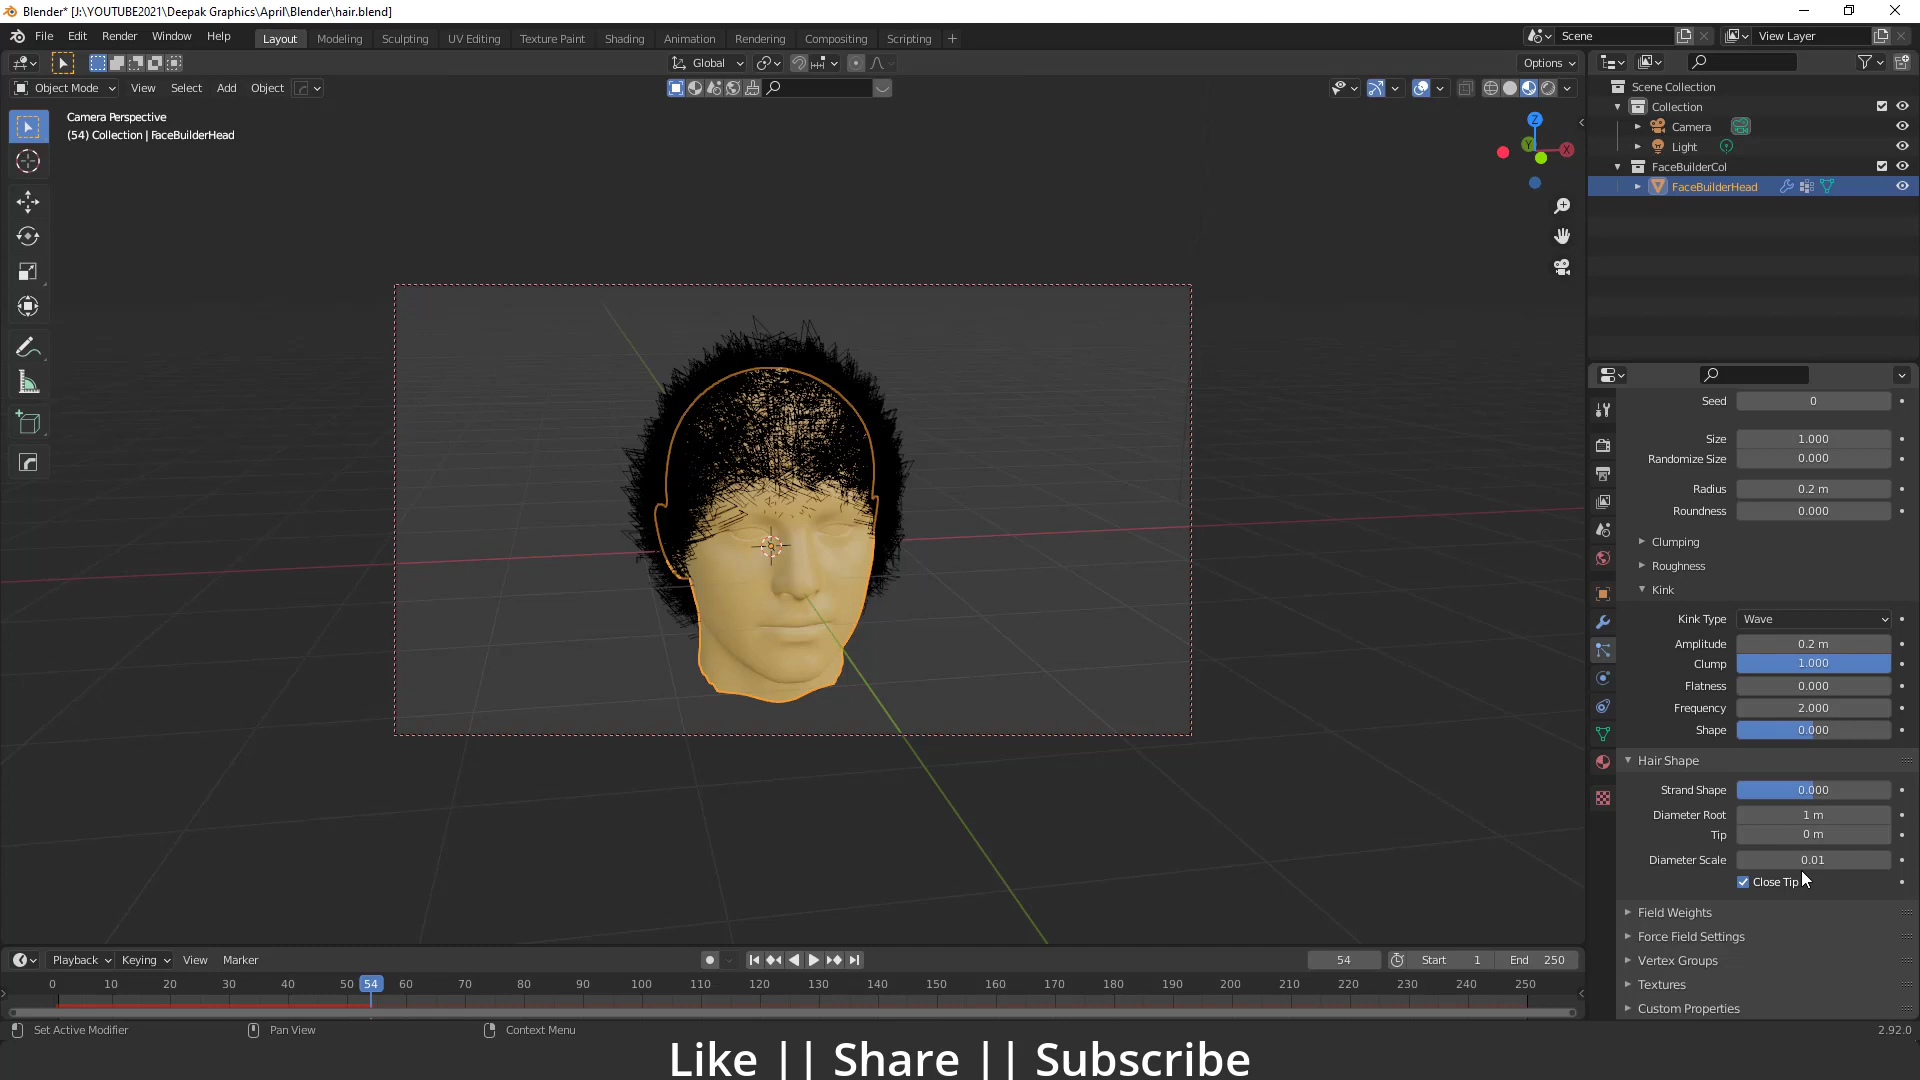 Blender* [J:\YOUTUBE2021\Deepak Graphics\April\Blender\hair.blend]
File Edit Render Window Help Layout Modeling Sculpting UV Editing Texture Paint Shading Animation Rendering Compositing Scripting + Scene View Layer
Global Options
Object Mode View Select Add Object
Camera Perspective
(54) Collection | FaceBuilderHead
Z
Y
X
Scene Collection
Collection
Camera
Light
FaceBuilderCol
FaceBuilderHead
Seed 0
Size 1.000
Randomize Size 0.000
Radius 0.2 m
Roundness 0.000
Clumping
Roughness
Kink
Kink Type Wave
Amplitude 0.2 m
Clump 1.000
Flatness 0.000
Frequency 2.000
Shape 0.000
Hair Shape
Strand Shape 0.000
Diameter Root 1 m
Tip 0 m
Diameter Scale 0.01
Close Tip
Field Weights
Force Field Settings
Vertex Groups
Textures
Custom Properties
Playback Keying View Marker 54 Start 1 End 250
0 10 20 30 40 50 54 60 70 80 90 100 110 120 130 140 150 160 170 180 190 200 210 220 230 240 250
Set Active Modifier Pan View Context Menu 2.92.0
Like || Share || Subscribe